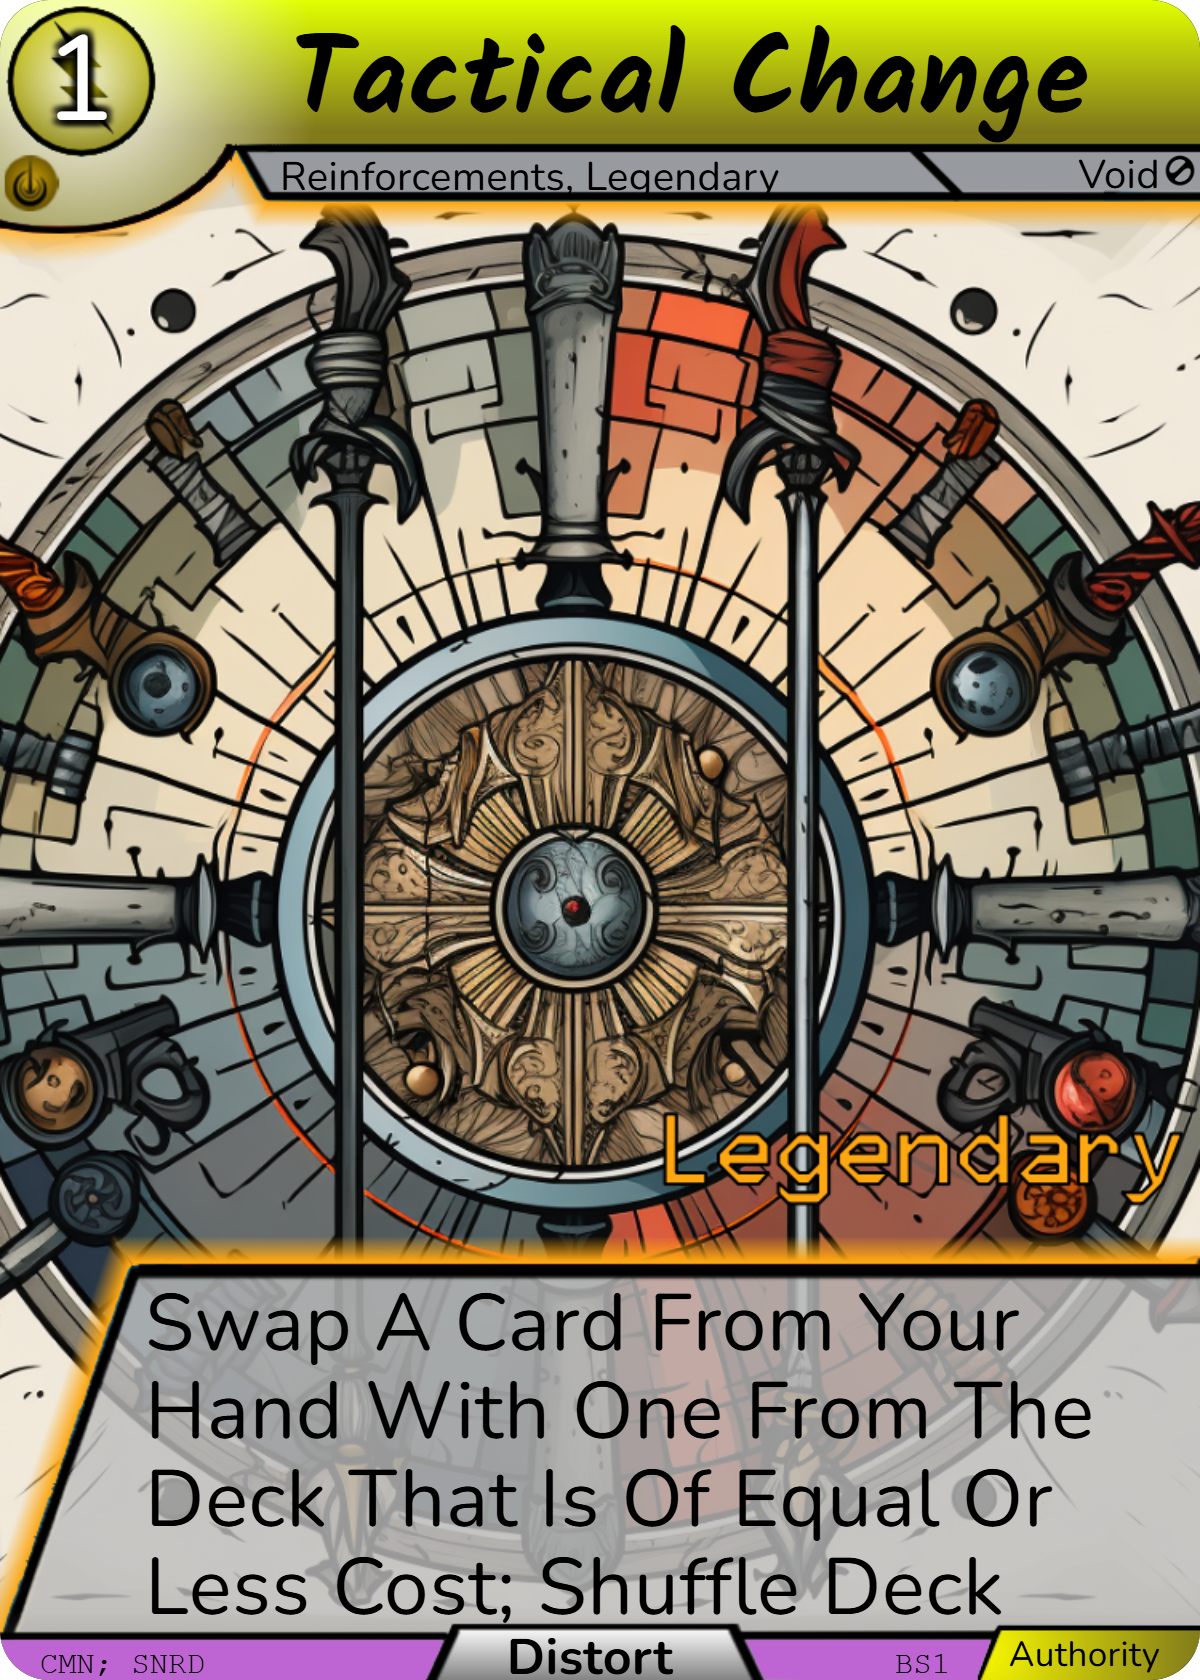 1
Tactical Change
Reinforcements, Legendary
Void
Legendary
Swap A Card From Your
Hand With One From The
Deck That Is Of Equal Or
Less Cost; Shuffle Deck
CMN; SNRD
Distort
BS1
Authority